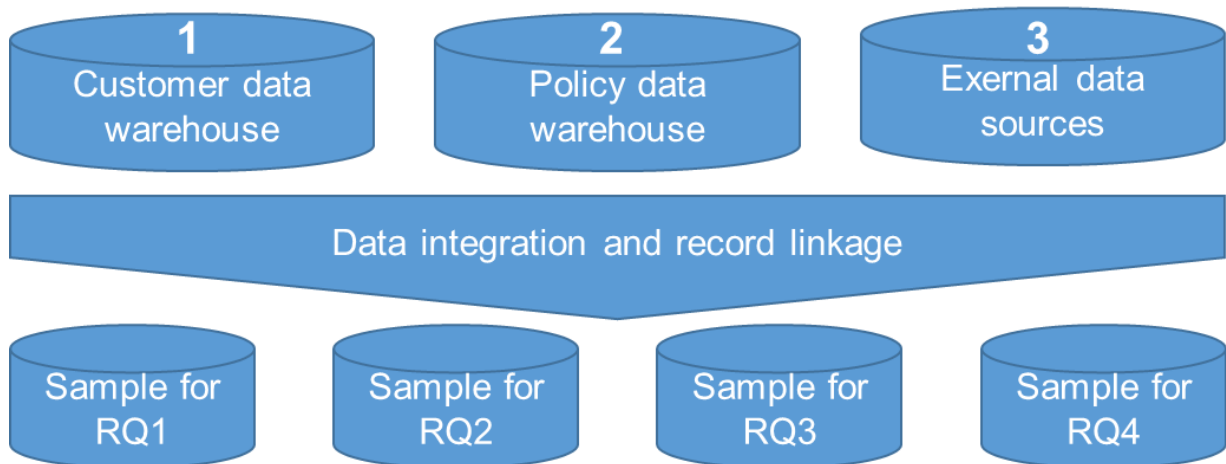 1
Customer data
warehouse
2
Policy data
warehouse
3
Exernal data
sources
Data integration and record linkage
Sample for
RQ1
Sample for
RQ2
Sample for
RQ3
Sample for
RQ4